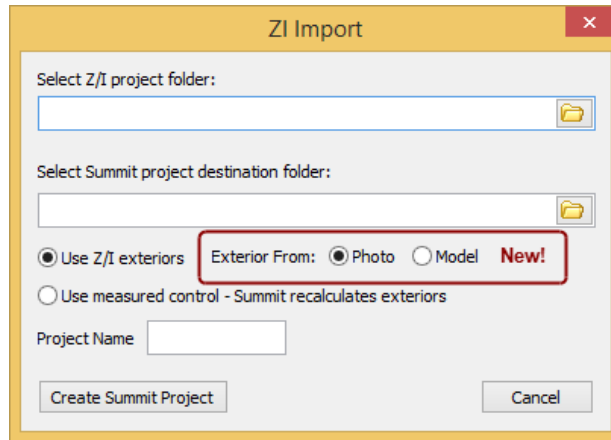 ZI Import
Select Z/I project folder:
Select Summit project destination folder:
Use Z/I exteriors Exterior From: Photo Model New!
Use measured control - Summit recalculates exteriors
Project Name
Create Summit Project Cancel